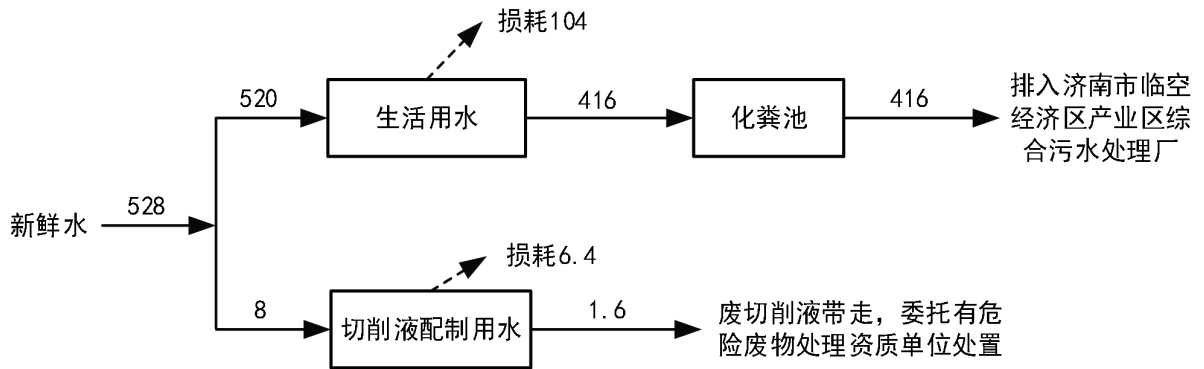 损耗104
520
生活用水
416
化粪池
416
排入济南市临空
经济区产业区综
合污水处理厂
新鲜水
528
损耗6.4
8
切削液配制用水
1.6
废切削液带走，委托有危
险废物处理资质单位处置